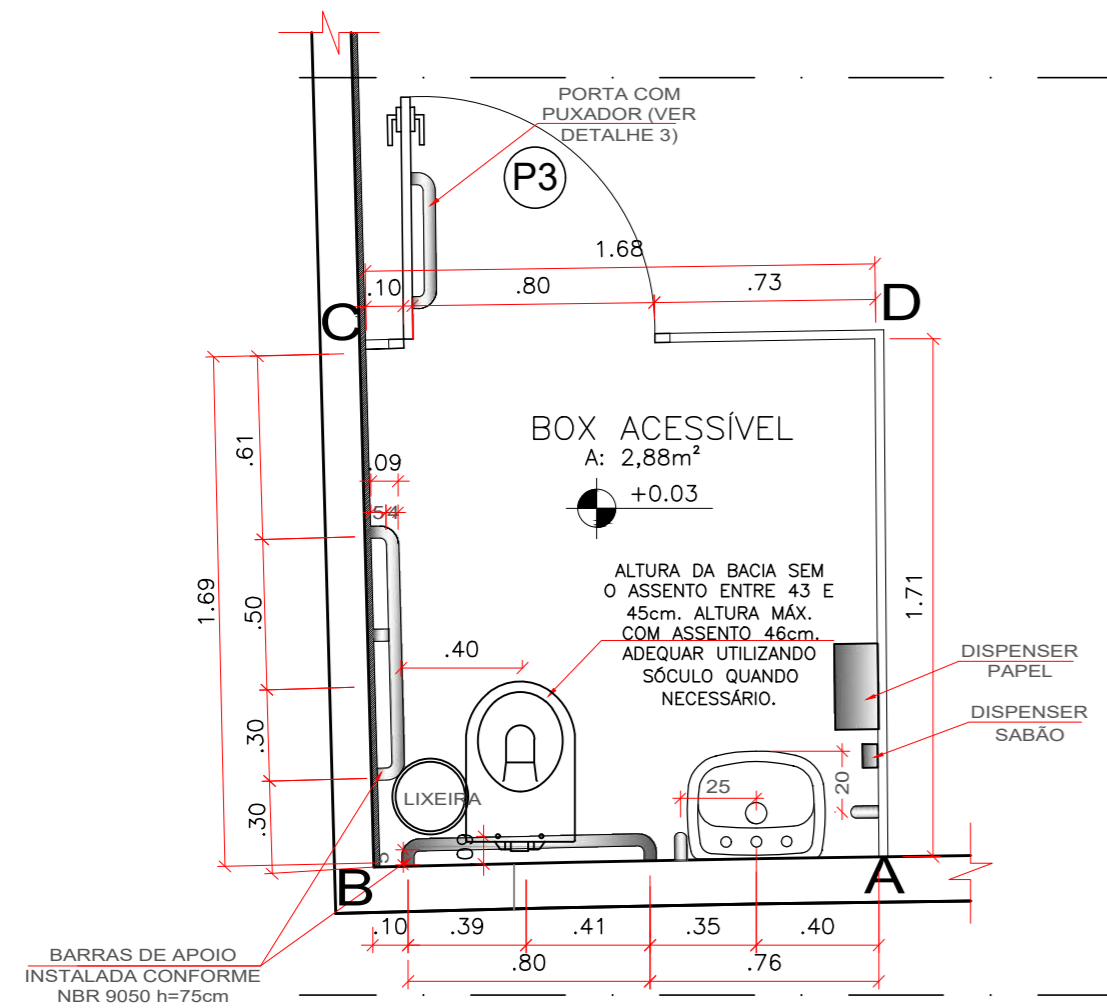 PORTA COM
PUXADOR (VER
DETALHE 3)
P3
1.68
.10
.80
.73
C
D
.61
.09
54
BOX ACESSÍVEL
A: 2,88m²
+0.03
1.69
.50
1.71
ALTURA DA BACIA SEM
O ASSENTO ENTRE 43 E
45cm. ALTURA MÁX.
COM ASSENTO 46cm.
ADEQUAR UTILIZANDO
SÓCULO QUANDO
NECESSÁRIO.
.40
DISPENSER
PAPEL
DISPENSER
SABÃO
.30
.30
LIXEIRA
25
20
B
A
.10
.39
.41
.35
.40
.80
.76
BARRAS DE APOIO
INSTALADA CONFORME
NBR 9050 h=75cm